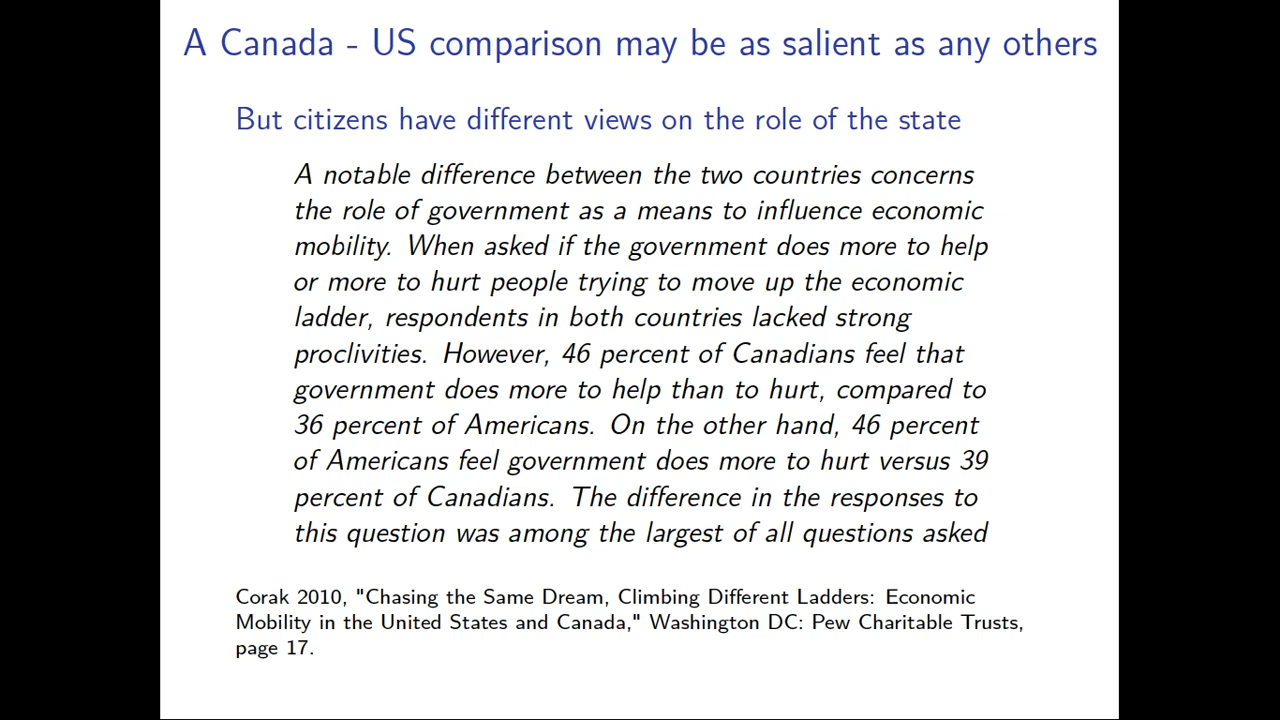 A Canada - US comparison may be as salient as any others
But citizens have different views on the role of the state
A notable difference between the two countries concerns
the role of government as a means to influence economic
mobility. When asked if the government does more to help
or more to hurt people trying to move up the economic
ladder, respondents in both countries lacked strong
proclivities. However, 46 percent of Canadians feel that
government does more to help than to hurt, compared to
36 percent of Americans. On the other hand, 46 percent
of Americans feel government does more to hurt versus 39
percent of Canadians. The difference in the responses to
this question was among the largest of all questions asked
Corak 2010, "Chasing the Same Dream, Climbing Different Ladders: Economic
Mobility in the United States and Canada," Washington DC: Pew Charitable Trusts,
page 17.